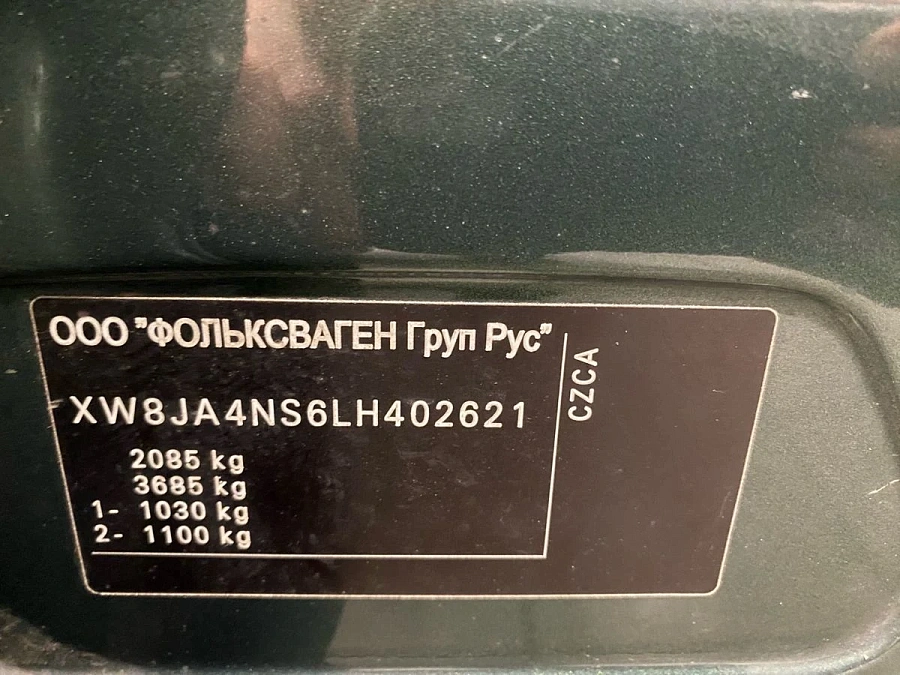 ООО "ФОЛЬКСВАГЕН Груп Рус"
XW8JA4NS6LH402621
2085 kg
3685 kg
1- 1030 kg
2- 1100 kg
CZCA